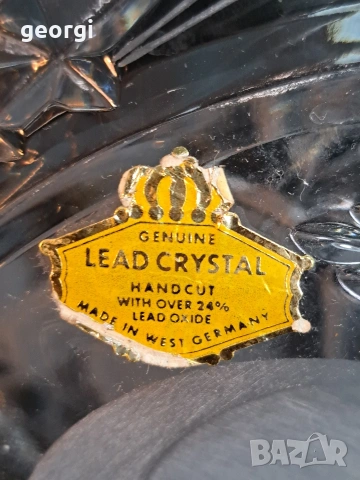 georgi
GENUINE
LEAD CRYSTAL
HANDCUT
WITH OVER 24%
LEAD OXIDE
MADE IN WEST GERMANY
BAZAR